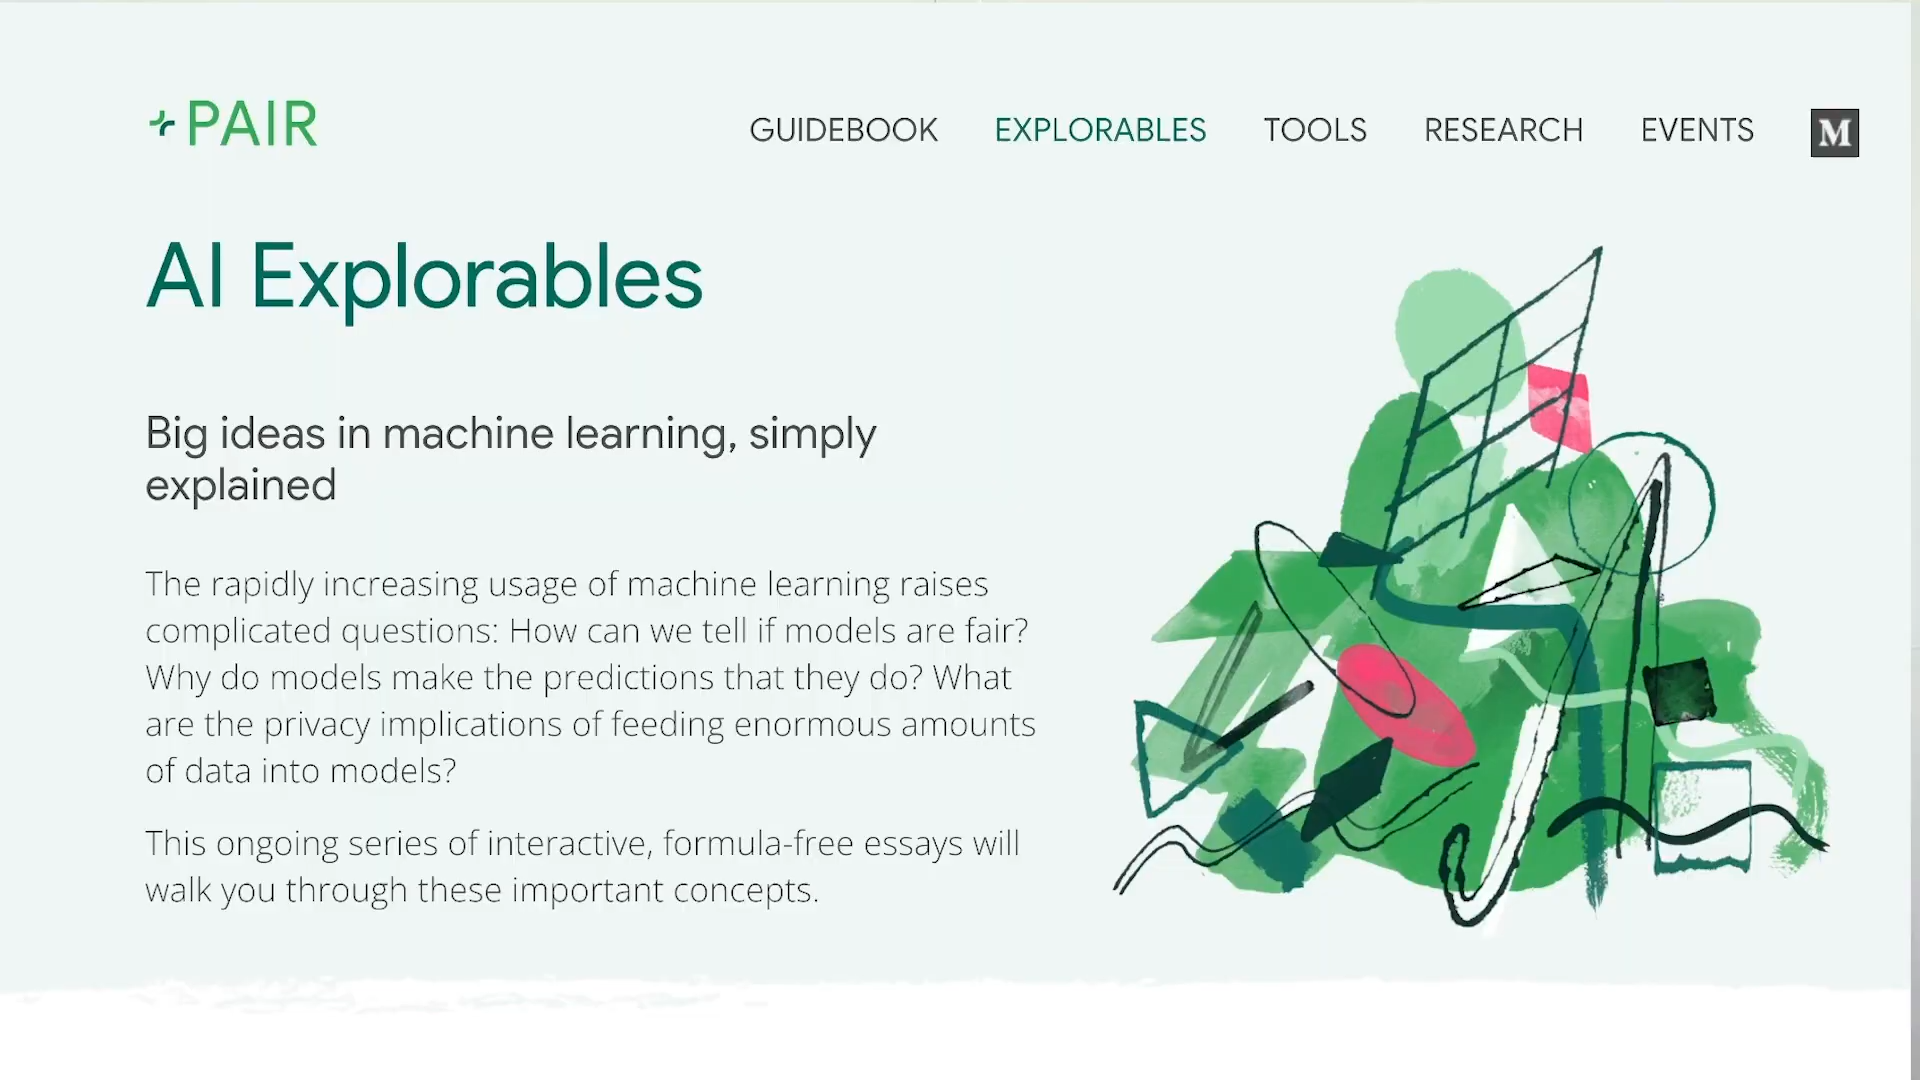 PAIR
GUIDEBOOK EXPLORABLES TOOLS RESEARCH EVENTS M
AI Explorables
Big ideas in machine learning, simply
explained
The rapidly increasing usage of machine learning raises
complicated questions: How can we tell if models are fair?
Why do models make the predictions that they do? What
are the privacy implications of feeding enormous amounts
of data into models?
This ongoing series of interactive, formula-free essays will
walk you through these important concepts.